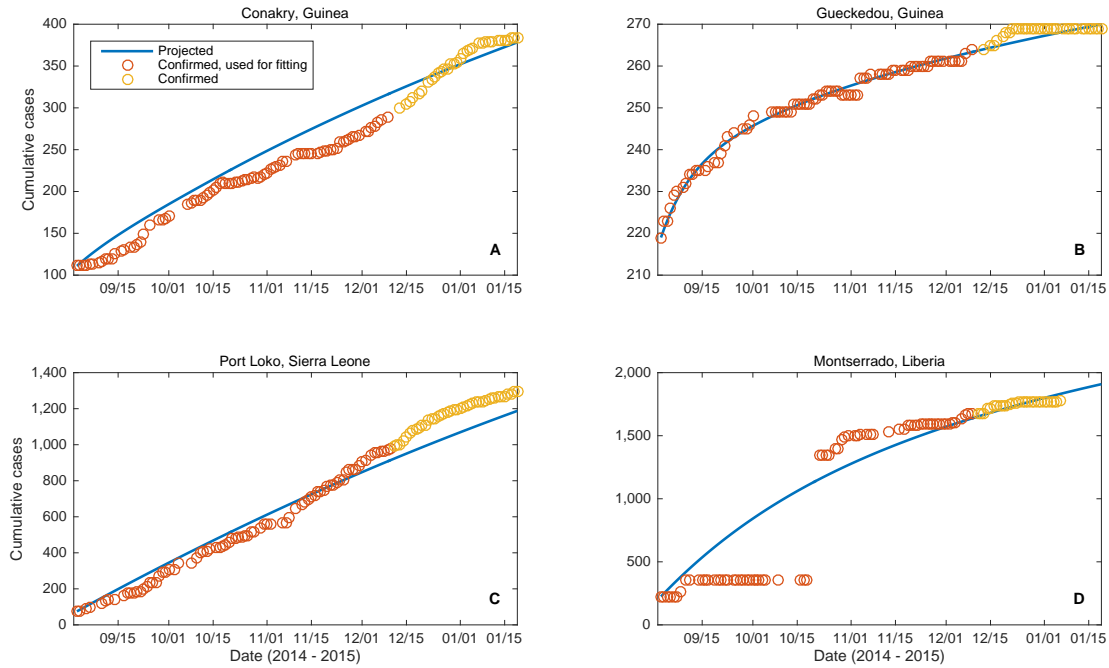 Conakry, Guinea
Cumulative cases
400
350
300
250
200
150
100
Projected
Confirmed, used for fitting
Confirmed
A
09/15 10/01 10/15 11/01 11/15 12/01 12/15 01/01 01/15
Gueckedou, Guinea
270
260
250
240
230
220
210
B
09/15 10/01 10/15 11/01 11/15 12/01 12/15 01/01 01/15
Port Loko, Sierra Leone
Cumulative cases
1,400
1,200
1,000
800
600
400
200
0
C
09/15 10/01 10/15 11/01 11/15 12/01 12/15 01/01 01/15
Date (2014 - 2015)
Montserrado, Liberia
2,000
1,500
1,000
500
0
D
09/15 10/01 10/15 11/01 11/15 12/01 12/15 01/01 01/15
Date (2014 - 2015)